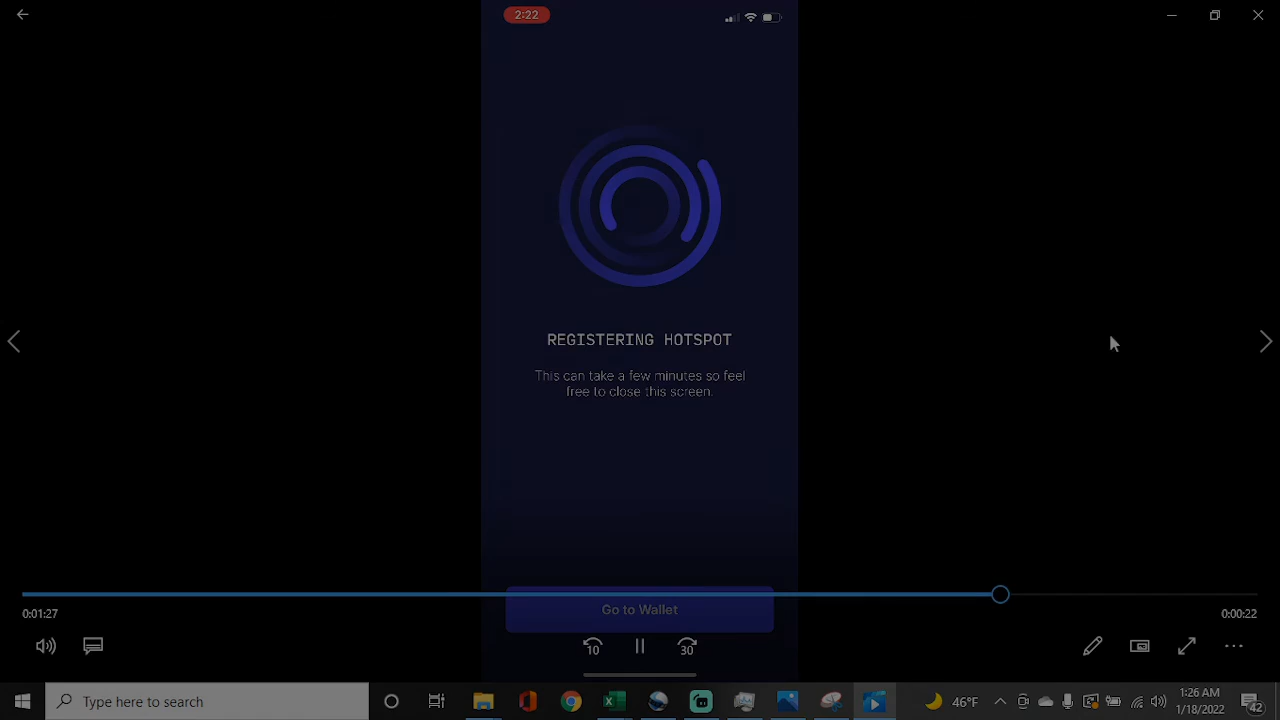 2:22
REGISTERING HOTSPOT
This can take a few minutes so feel
free to close this screen.
0:01:27
Go to Wallet
0:00:22
10
30
Type here to search
46°F
1:26 AM
1/18/2022
42